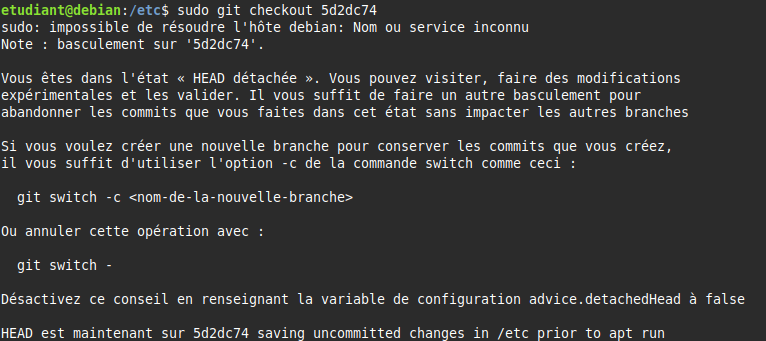 etudiant@debian:/etc$ sudo git checkout 5d2dc74
sudo: impossible de résoudre l'hôte debian: Nom ou service inconnu
Note : basculement sur '5d2dc74'.
Vous êtes dans l'état « HEAD détachée ». Vous pouvez visiter, faire des modifications
expérimentales et les valider. Il vous suffit de faire un autre basculement pour
abandonner les commits que vous faites dans cet état sans impacter les autres branches
Si vous voulez créer une nouvelle branche pour conserver les commits que vous créez,
il vous suffit d'utiliser l'option -c de la commande switch comme ceci :
git switch -c <nom-de-la-nouvelle-branche>
Ou annuler cette opération avec :
git switch -
Désactivez ce conseil en renseignant la variable de configuration advice.detachedHead à false
HEAD est maintenant sur 5d2dc74 saving uncommitted changes in /etc prior to apt run